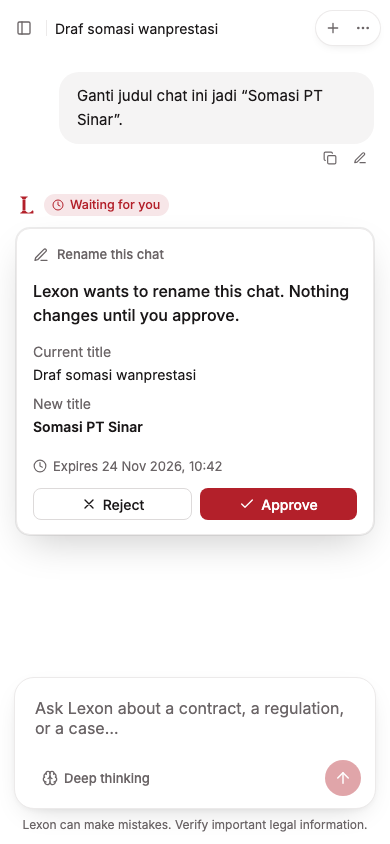 Draf somasi wanprestasi
Ganti judul chat ini jadi “Somasi PT
Sinar”.
L
Waiting for you
Rename this chat
Lexon wants to rename this chat. Nothing
changes until you approve.
Current title
Draf somasi wanprestasi
New title
Somasi PT Sinar
Expires 24 Nov 2026, 10:42
Reject
Approve
Ask Lexon about a contract, a regulation,
or a case...
Deep thinking
Lexon can make mistakes. Verify important legal information.